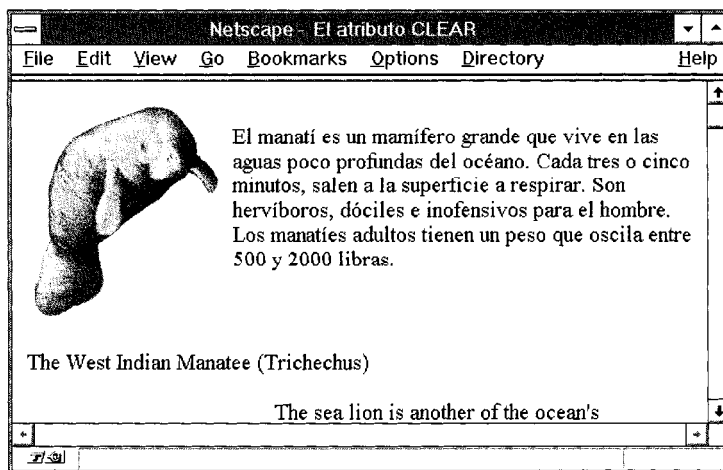 Netscape - El atributo CLEAR
File Edit View Go Bookmarks Options Directory Help
El manatí es un mamífero grande que vive en las
aguas poco profundas del océano. Cada tres o cinco
minutos, salen a la superficie a respirar. Son
hervíboros, dóciles e inofensivos para el hombre.
Los manatíes adultos tienen un peso que oscila entre
500 y 2000 libras.
The West Indian Manatee (Trichechus)
The sea lion is another of the ocean's